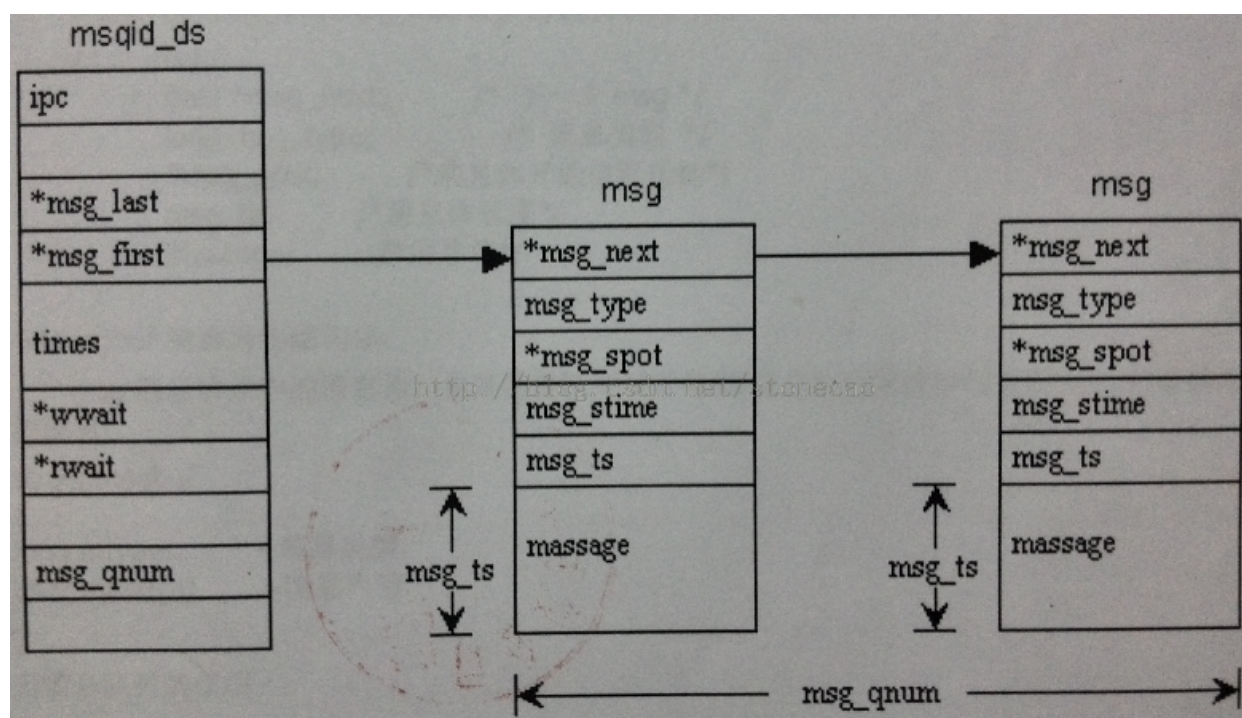 msqid_ds
ipc
*msg_last
*msg_first
times
*wwait
*rwait
msg_qnum
msg
*msg_next
msg_type
*msg_spot
msg_stime
msg_ts
massage
msg_ts
msg
*msg_next
msg_type
*msg_spot
msg_stime
msg_ts
massage
msg_ts
msg_qnum